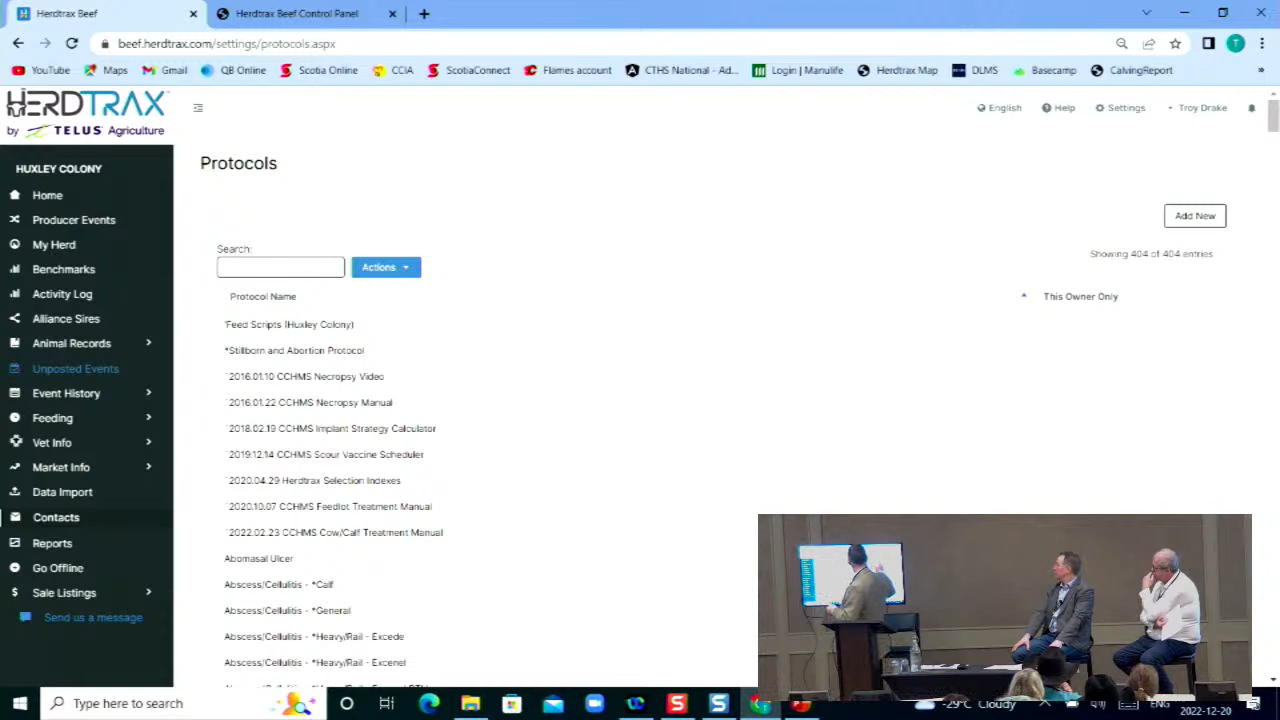 Herdtrax Beef
Herdtrax Beef Control Panel
beef.herdtrax.com/settings/protocols.aspx
T
YouTube Maps Gmail QB Online Scotia Online CCIA ScotiaConnect Flames account CTHS National - Ad... Login | Manulife Herdtrax Map DLMS Basecamp CalvingReport
HERDTRAX
by TELUS Agriculture
English Help Settings Troy Drake
HUXLEY COLONY
Home
Producer Events
My Herd
Benchmarks
Activity Log
Alliance Sires
Animal Records
Unposted Events
Event History
Feeding
Vet Info
Market Info
Data Import
Contacts
Reports
Go Offline
Sale Listings
Send us a message
Protocols
Add New
Search:
Actions
Showing 404 of 404 entries
Protocol Name
This Owner Only
'Feed Scripts (Huxley Colony)
*Stillborn and Abortion Protocol
`2016.01.10 CCHMS Necropsy Video
`2016.01.22 CCHMS Necropsy Manual
`2018.02.19 CCHMS Implant Strategy Calculator
`2019.12.14 CCHMS Scour Vaccine Scheduler
`2020.04.29 Herdtrax Selection Indexes
`2020.10.07 CCHMS Feedlot Treatment Manual
`2022.02.23 CCHMS Cow/Calf Treatment Manual
Abomasal Ulcer
Abscess/Cellulitis - *Calf
Abscess/Cellulitis - *General
Abscess/Cellulitis - *Heavy/Rail - Excede
Abscess/Cellulitis - *Heavy/Rail - Excenel
Type here to search
-29°C Cloudy
ENG
2022-12-20